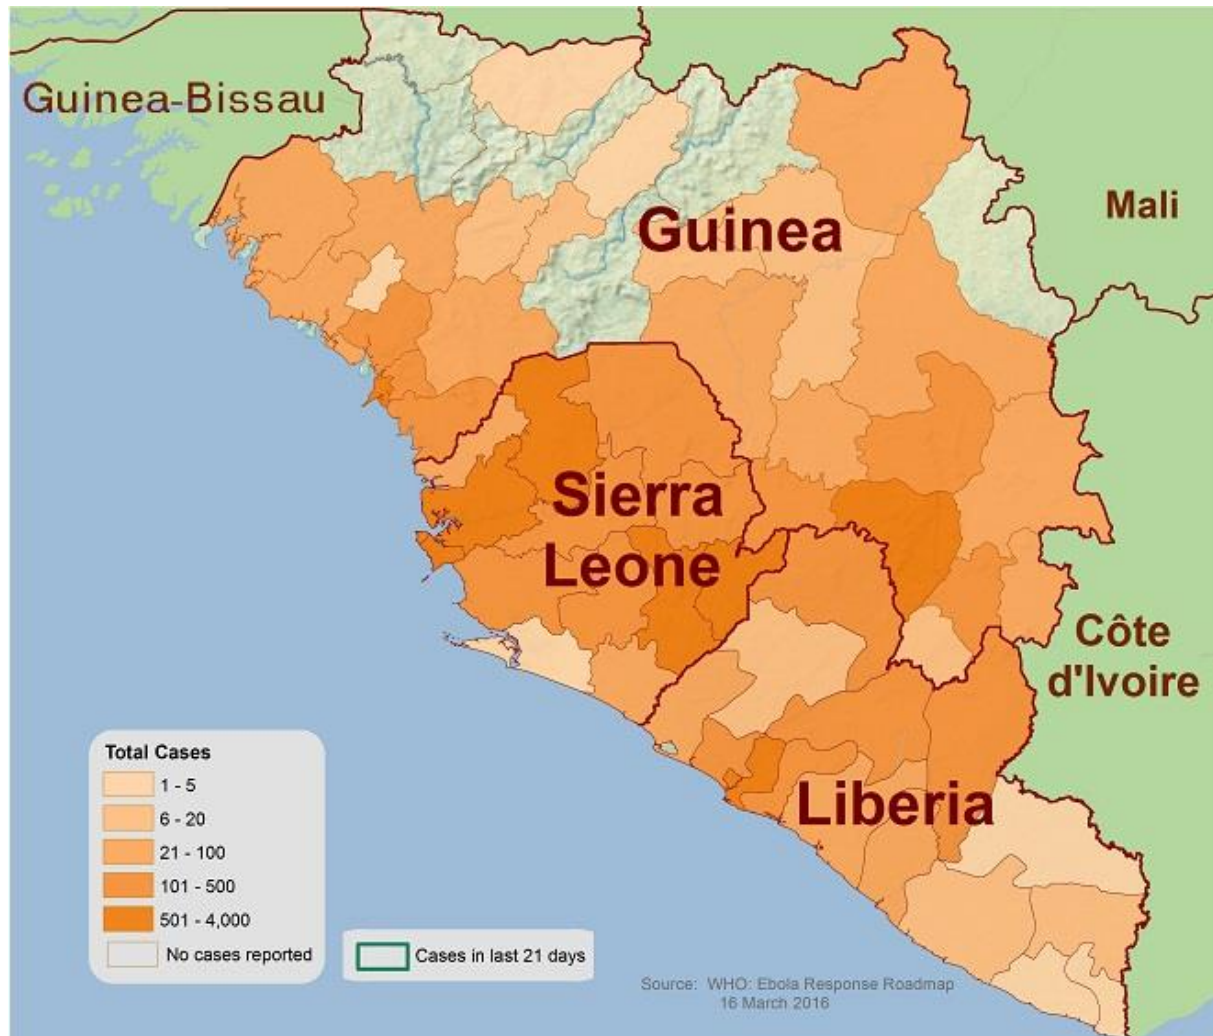 Guinea-Bissau
Mali
Guinea
Sierra
Leone
Côte
d'Ivoire
Liberia
Total Cases
1 - 5
6 - 20
21 - 100
101 - 500
501 - 4,000
No cases reported
Cases in last 21 days
Source: WHO: Ebola Response Roadmap
16 March 2016